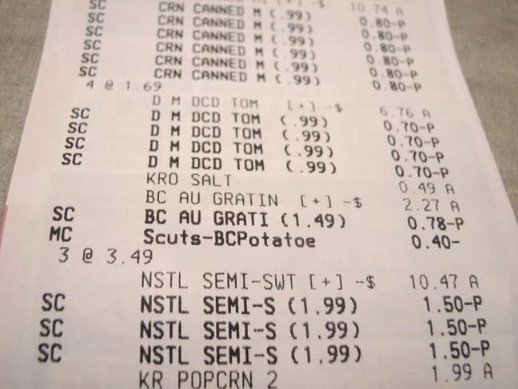 [+] -$ 10.74 A
SC CRN CANNED M (.99) 0.80-P
SC CRN CANNED M (.99) 0.80-P
SC CRN CANNED M (.99) 0.80-P
SC CRN CANNED M (.99) 0.80-P
SC CRN CANNED M (.99) 0.80-P
4 @ 1.69
D M DCD TOM [+] -$ 6.76 A
SC D M DCD TOM (.99) 0.70-P
SC D M DCD TOM (.99) 0.70-P
SC D M DCD TOM (.99) 0.70-P
SC D M DCD TOM (.99) 0.70-P
KRO SALT 0.49 A
BC AU GRATIN [+] -$ 2.27 A
SC BC AU GRATI (1.49) 0.78-P
MC Scuts-BCPotatoe 0.40-
3 @ 3.49
NSTL SEMI-SWT [+] -$ 10.47 A
SC NSTL SEMI-S (1.99) 1.50-P
SC NSTL SEMI-S (1.99) 1.50-P
SC NSTL SEMI-S (1.99) 1.50-P
KR POPCRN 2 1.99 A